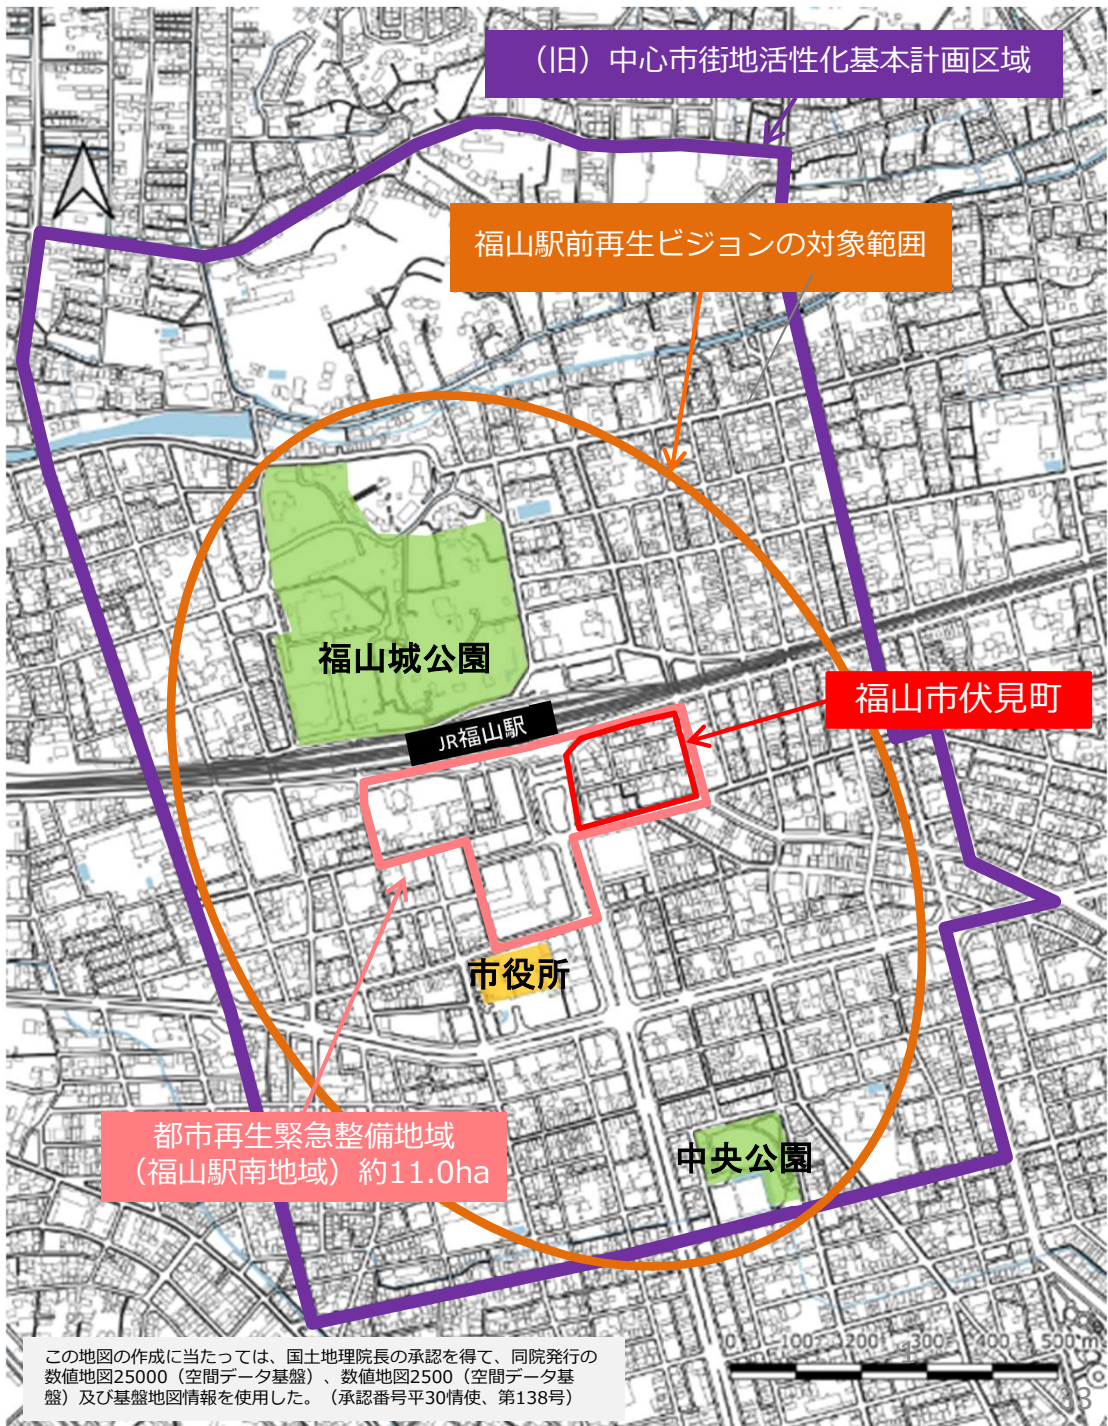 （旧）中心市街地活性化基本計画区域
福山駅前再生ビジョンの対象範囲
福山城公園
福山市伏見町
JR福山駅
市役所
都市再生緊急整備地域
（福山駅南地域）約11.0ha
中央公園
0 100 200 300 400 500 m
この地図の作成に当たっては、国土地理院長の承認を得て、同院発行の
数値地図25000（空間データ基盤）、数値地図2500（空間データ基
盤）及び基盤地図情報を使用した。（承認番号平30情使、第138号）
33